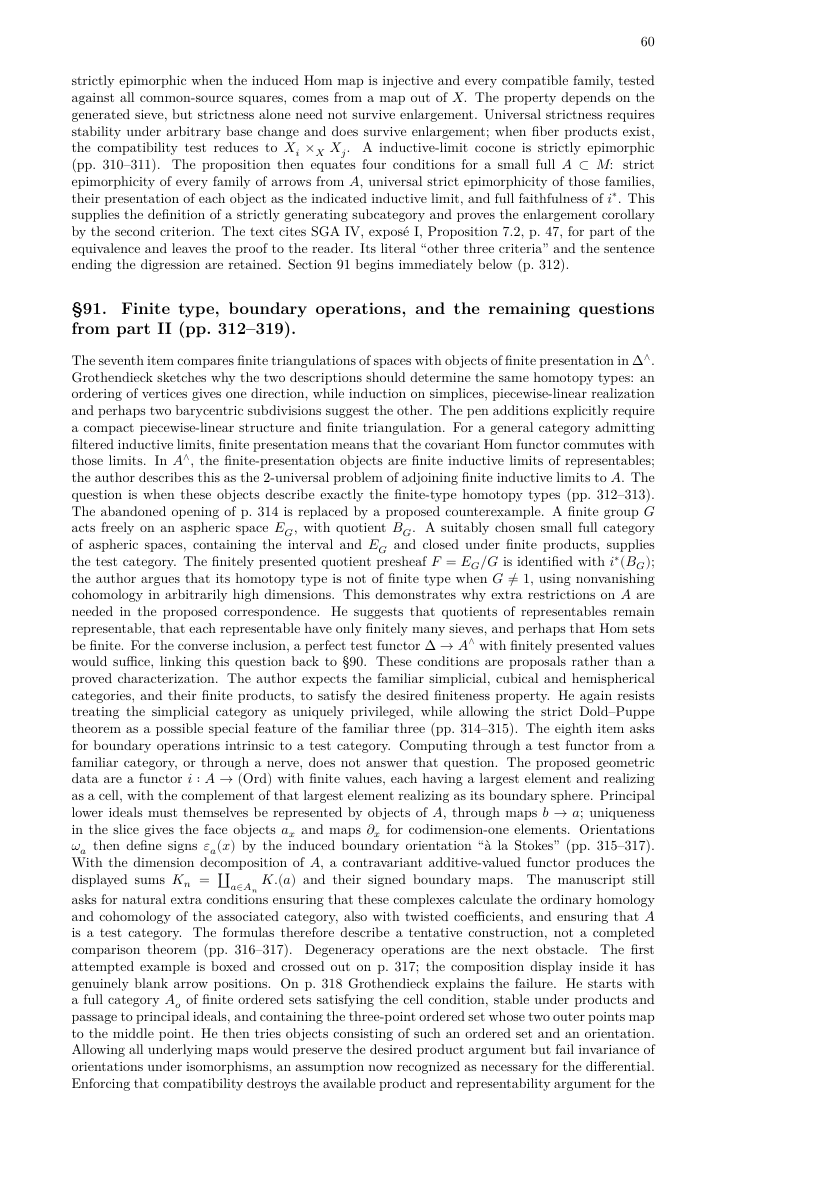 60
strictly epimorphic when the induced Hom map is injective and every compatible family, tested
against all common-source squares, comes from a map out of X. The property depends on the
generated sieve, but strictness alone need not survive enlargement. Universal strictness requires
stability under arbitrary base change and does survive enlargement; when fiber products exist,
the compatibility test reduces to Xᵢ ×_X Xⱼ. A inductive-limit cocone is strictly epimorphic
(pp. 310–311). The proposition then equates four conditions for a small full A ⊂ M: strict
epimorphicity of every family of arrows from A, universal strict epimorphicity of those families,
their presentation of each object as the indicated inductive limit, and full faithfulness of i*. This
supplies the definition of a strictly generating subcategory and proves the enlargement corollary
by the second criterion. The text cites SGA IV, exposé I, Proposition 7.2, p. 47, for part of the
equivalence and leaves the proof to the reader. Its literal “other three criteria” and the sentence
ending the digression are retained. Section 91 begins immediately below (p. 312).
§91. Finite type, boundary operations, and the remaining questions
from part II (pp. 312–319).
The seventh item compares finite triangulations of spaces with objects of finite presentation in Δ^.
Grothendieck sketches why the two descriptions should determine the same homotopy types: an
ordering of vertices gives one direction, while induction on simplices, piecewise-linear realization
and perhaps two barycentric subdivisions suggest the other. The pen additions explicitly require
a compact piecewise-linear structure and finite triangulation. For a general category admitting
filtered inductive limits, finite presentation means that the covariant Hom functor commutes with
those limits. In A^, the finite-presentation objects are finite inductive limits of representables;
the author describes this as the 2-universal problem of adjoining finite inductive limits to A. The
question is when these objects describe exactly the finite-type homotopy types (pp. 312–313).
The abandoned opening of p. 314 is replaced by a proposed counterexample. A finite group G
acts freely on an aspheric space E_G, with quotient B_G. A suitably chosen small full category
of aspheric spaces, containing the interval and E_G and closed under finite products, supplies
the test category. The finitely presented quotient presheaf F = E_G/G is identified with i*(B_G);
the author argues that its homotopy type is not of finite type when G ≠ 1, using nonvanishing
cohomology in arbitrarily high dimensions. This demonstrates why extra restrictions on A are
needed in the proposed correspondence. He suggests that quotients of representables remain
representable, that each representable have only finitely many sieves, and perhaps that Hom sets
be finite. For the converse inclusion, a perfect test functor Δ → A^ with finitely presented values
would suffice, linking this question back to §90. These conditions are proposals rather than a
proved characterization. The author expects the familiar simplicial, cubical and hemispherical
categories, and their finite products, to satisfy the desired finiteness property. He again resists
treating the simplicial category as uniquely privileged, while allowing the strict Dold–Puppe
theorem as a possible special feature of the familiar three (pp. 314–315). The eighth item asks
for boundary operations intrinsic to a test category. Computing through a test functor from a
familiar category, or through a nerve, does not answer that question. The proposed geometric
data are a functor i : A → (Ord) with finite values, each having a largest element and realizing
as a cell, with the complement of that largest element realizing as its boundary sphere. Principal
lower ideals must themselves be represented by objects of A, through maps b → a; uniqueness
in the slice gives the face objects aₓ and maps ∂ₓ for codimension-one elements. Orientations
ωₐ then define signs εₐ(x) by the induced boundary orientation “à la Stokes” (pp. 315–317).
With the dimension decomposition of A, a contravariant additive-valued functor produces the
displayed sums Kₙ = ∐_{a∈Aₙ} K.(a) and their signed boundary maps. The manuscript still
asks for natural extra conditions ensuring that these complexes calculate the ordinary homology
and cohomology of the associated category, also with twisted coefficients, and ensuring that A
is a test category. The formulas therefore describe a tentative construction, not a completed
comparison theorem (pp. 316–317). Degeneracy operations are the next obstacle. The first
attempted example is boxed and crossed out on p. 317; the composition display inside it has
genuinely blank arrow positions. On p. 318 Grothendieck explains the failure. He starts with
a full category Aₒ of finite ordered sets satisfying the cell condition, stable under products and
passage to principal ideals, and containing the three-point ordered set whose two outer points map
to the middle point. He then tries objects consisting of such an ordered set and an orientation.
Allowing all underlying maps would preserve the desired product argument but fail invariance of
orientations under isomorphisms, an assumption now recognized as necessary for the differential.
Enforcing that compatibility destroys the available product and representability argument for the